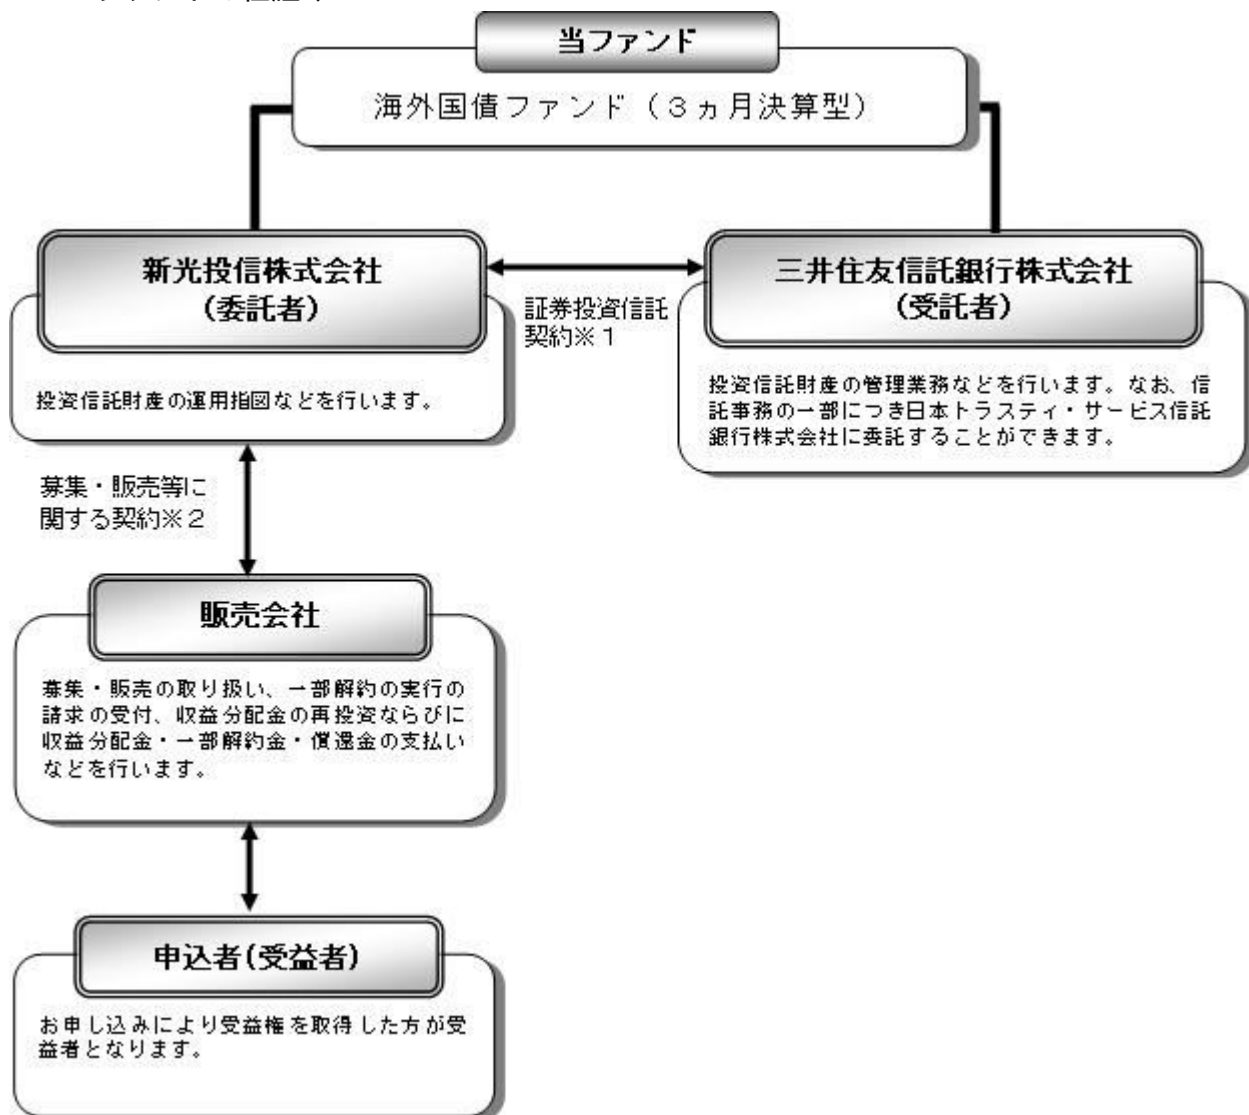 当ファンド
海外国債ファンド（３ヵ月決算型）
新光投信株式会社
（委託者）
投資信託財産の運用指図などを行います。
証券投資信託
契約※１
三井住友信託銀行株式会社
（受託者）
投資信託財産の管理業務などを行います。なお、信
託事務の一部につき日本トラスティ・サービス信託
銀行株式会社に委託することができます。
募集・販売等に
関する契約※２
販売会社
募集・販売の取り扱い、一部解約の実行の
請求の受付、収益分配金の再投資ならびに
収益分配金・一部解約金・償還金の支払い
などを行います。
申込者（受益者）
お申し込みにより受益権を取得した方が受
益者となります。